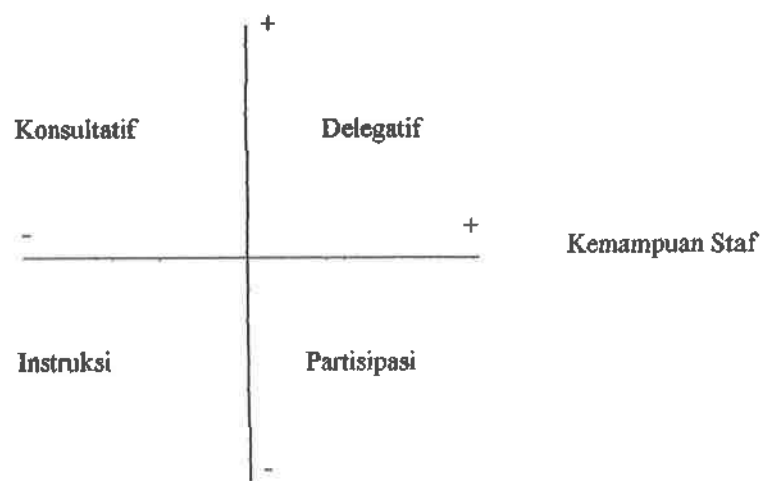 +
Konsultatif
Delegatif
-
+
Kemampuan Staf
Instruksi
Partisipasi
-